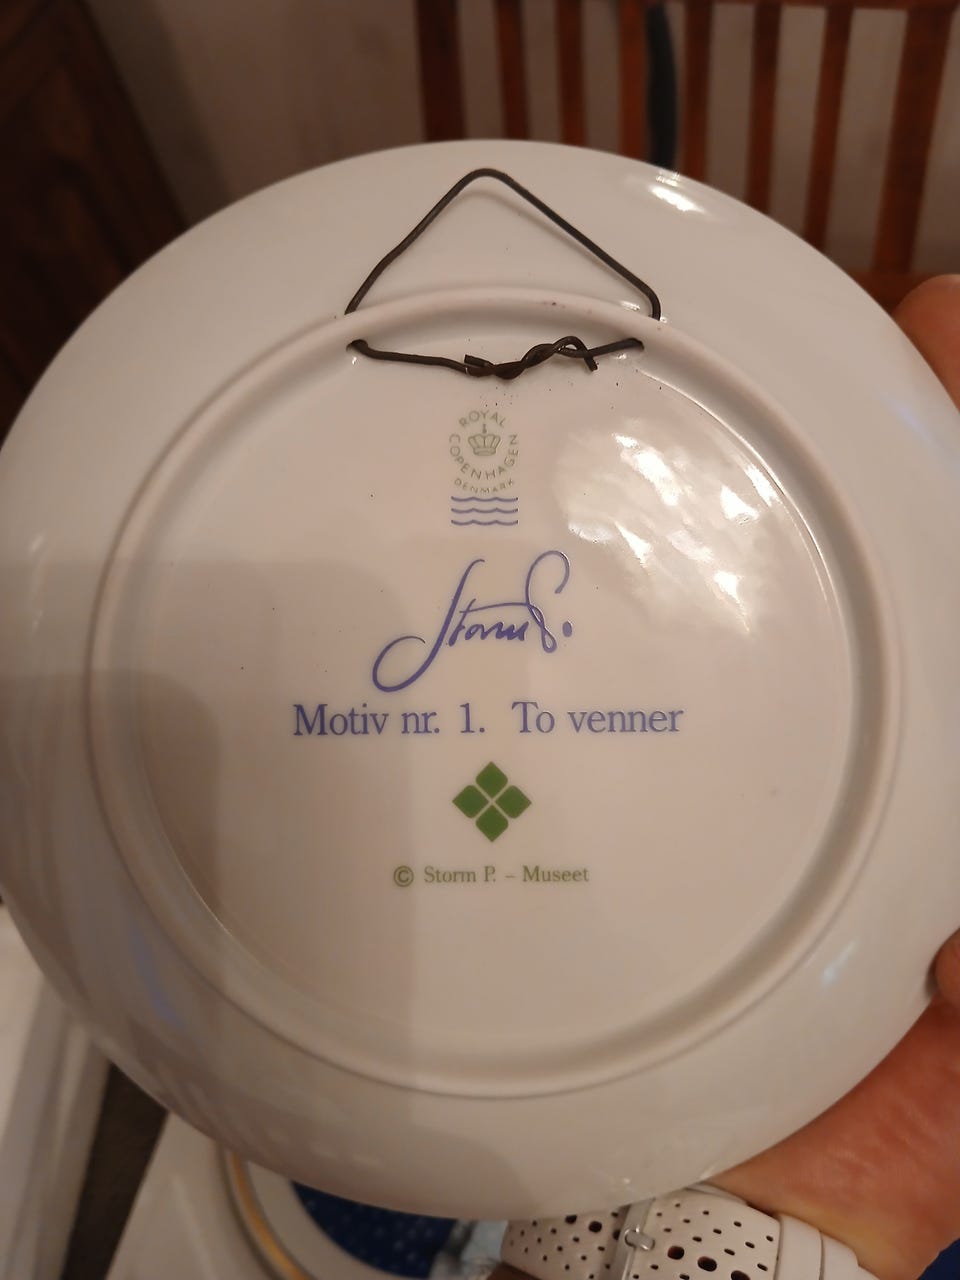 ROYAL
COPENHAGEN
DENMARK
Storm P.
Motiv nr. 1. To venner
© Storm P. – Museet